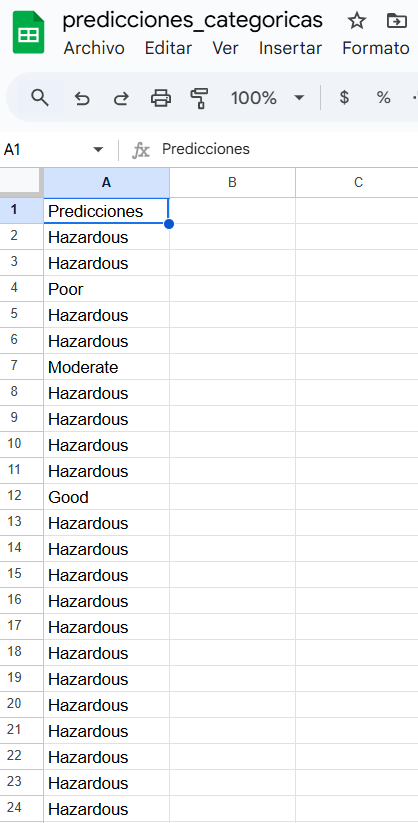 predicciones_categoricas
Archivo Editar Ver Insertar Formato
100% $ %
A1 fx Predicciones
A B C
1 Predicciones
2 Hazardous
3 Hazardous
4 Poor
5 Hazardous
6 Hazardous
7 Moderate
8 Hazardous
9 Hazardous
10 Hazardous
11 Hazardous
12 Good
13 Hazardous
14 Hazardous
15 Hazardous
16 Hazardous
17 Hazardous
18 Hazardous
19 Hazardous
20 Hazardous
21 Hazardous
22 Hazardous
23 Hazardous
24 Hazardous